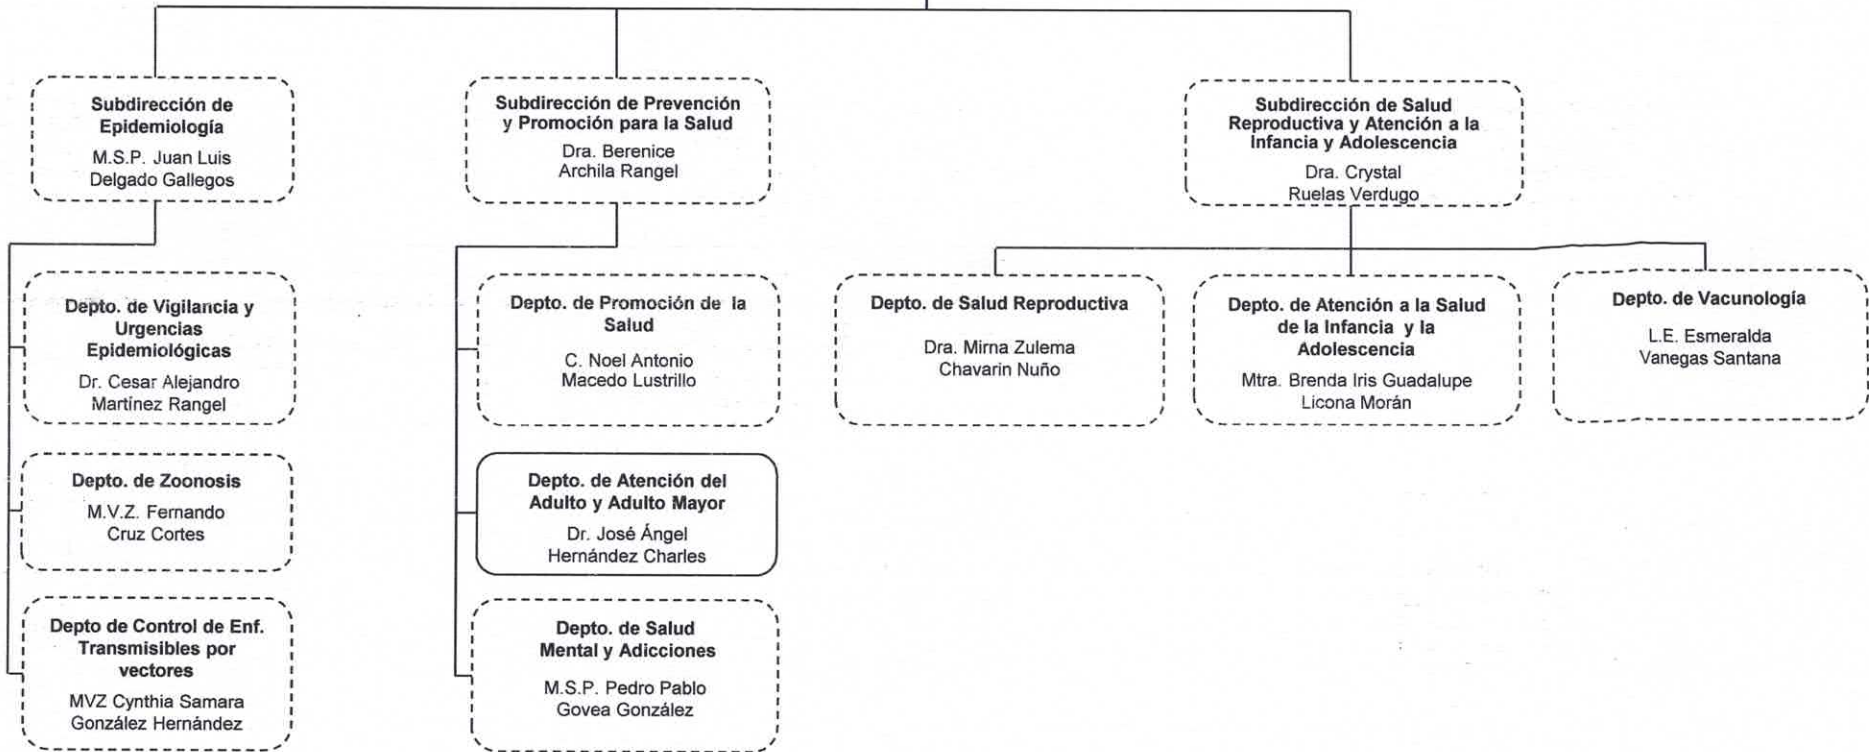 Subdirección de
Epidemiología
M.S.P. Juan Luis
Delgado Gallegos
Subdirección de Prevención
y Promoción para la Salud
Dra. Berenice
Archila Rangel
Subdirección de Salud
Reproductiva y Atención a la
Infancia y Adolescencia
Dra. Crystal
Ruelas Verdugo
Depto. de Vigilancia y
Urgencias
Epidemiológicas
Dr. Cesar Alejandro
Martínez Rangel
Depto. de Zoonosis
M.V.Z. Fernando
Cruz Cortes
Depto de Control de Enf.
Transmisibles por
vectores
MVZ Cynthia Samara
González Hernández
Depto. de Promoción de la
Salud
C. Noel Antonio
Macedo Lustrillo
Depto. de Atención del
Adulto y Adulto Mayor
Dr. José Ángel
Hernández Charles
Depto. de Salud
Mental y Adicciones
M.S.P. Pedro Pablo
Govea González
Depto. de Salud Reproductiva
Dra. Mirna Zulema
Chavarin Nuño
Depto. de Atención a la Salud
de la Infancia y la
Adolescencia
Mtra. Brenda Iris Guadalupe
Licona Morán
Depto. de Vacunología
L.E. Esmeralda
Vanegas Santana